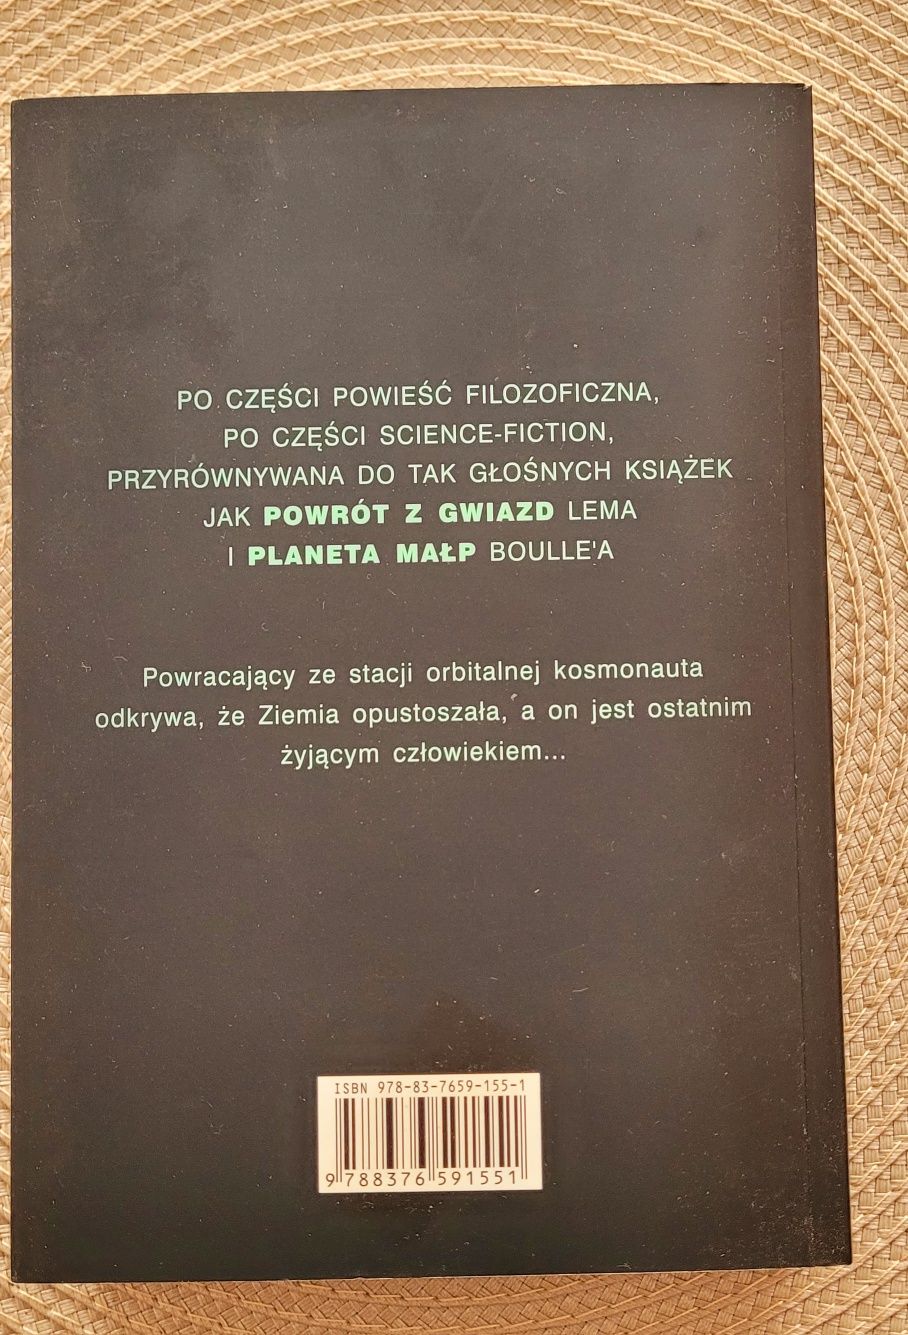 PO CZĘŚCI POWIEŚĆ FILOZOFICZNA,
PO CZĘŚCI SCIENCE-FICTION,
PRZYRÓWNYWANA DO TAK GŁOŚNYCH KSIĄŻEK
JAK POWRÓT Z GWIAZD LEMA
I PLANETA MAŁP BOULLE'A
Powracający ze stacji orbitalnej kosmonauta
odkrywa, że Ziemia opustoszała, a on jest ostatnim
żyjącym człowiekiem...
ISBN 978-83-7659-155-1
9 788376 591551